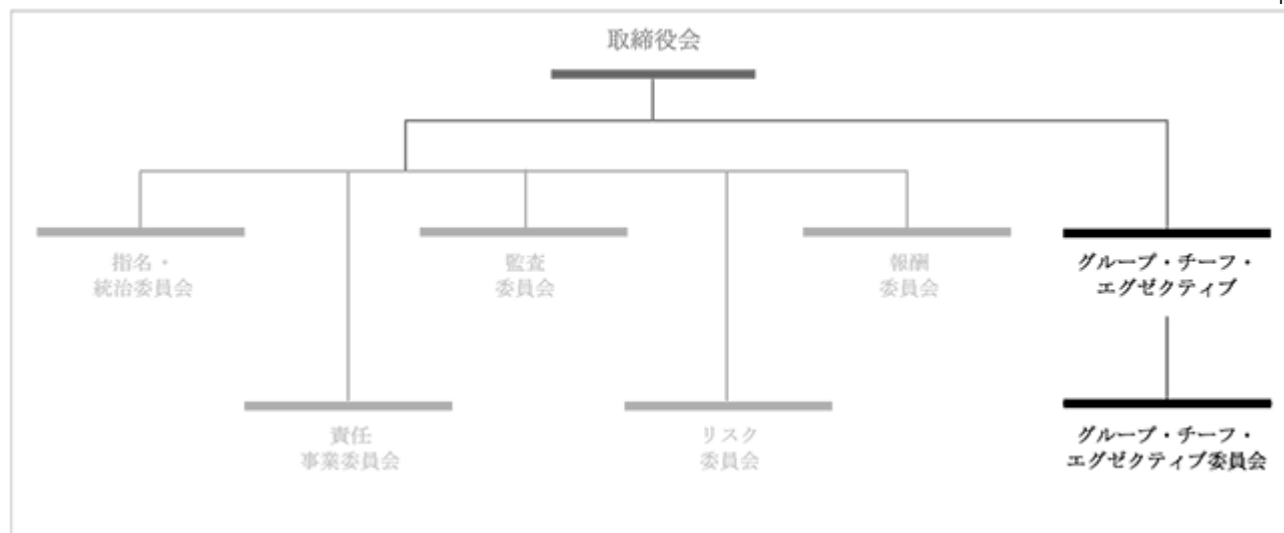 取締役会
指名・
統治委員会
監査
委員会
報酬
委員会
グループ・チーフ・
エグゼクティブ
責任
事業委員会
リスク
委員会
グループ・チーフ・
エグゼクティブ委員会